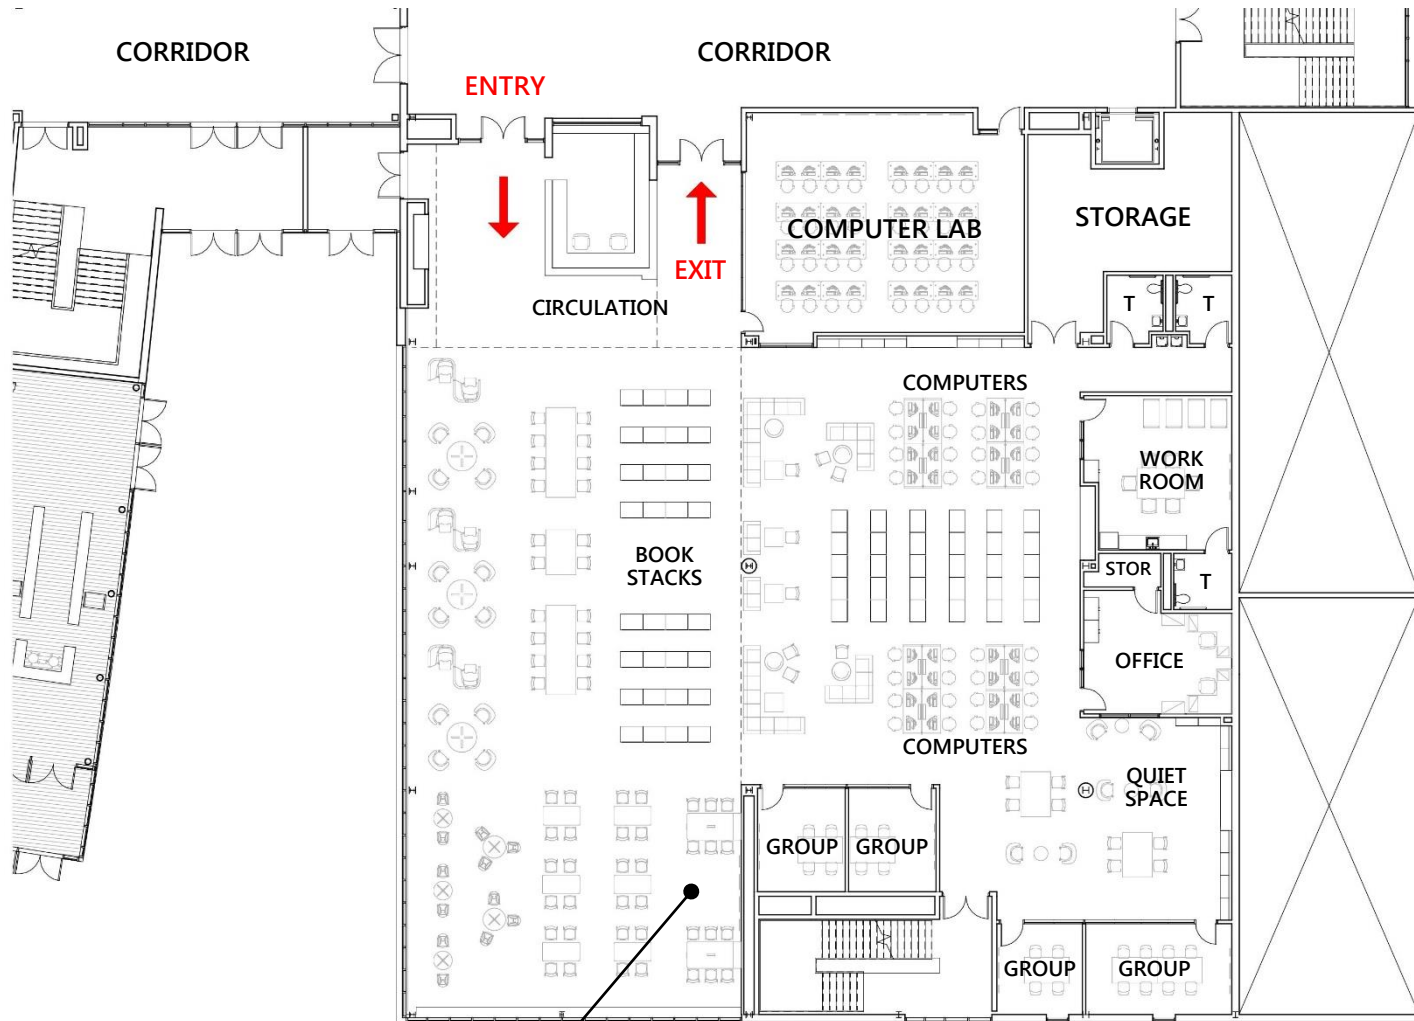 CORRIDOR
CORRIDOR
ENTRY
EXIT
COMPUTER LAB
STORAGE
CIRCULATION
T
T
COMPUTERS
WORK
ROOM
BOOK
STACKS
STOR
T
OFFICE
COMPUTERS
QUIET
SPACE
GROUP
GROUP
GROUP
GROUP